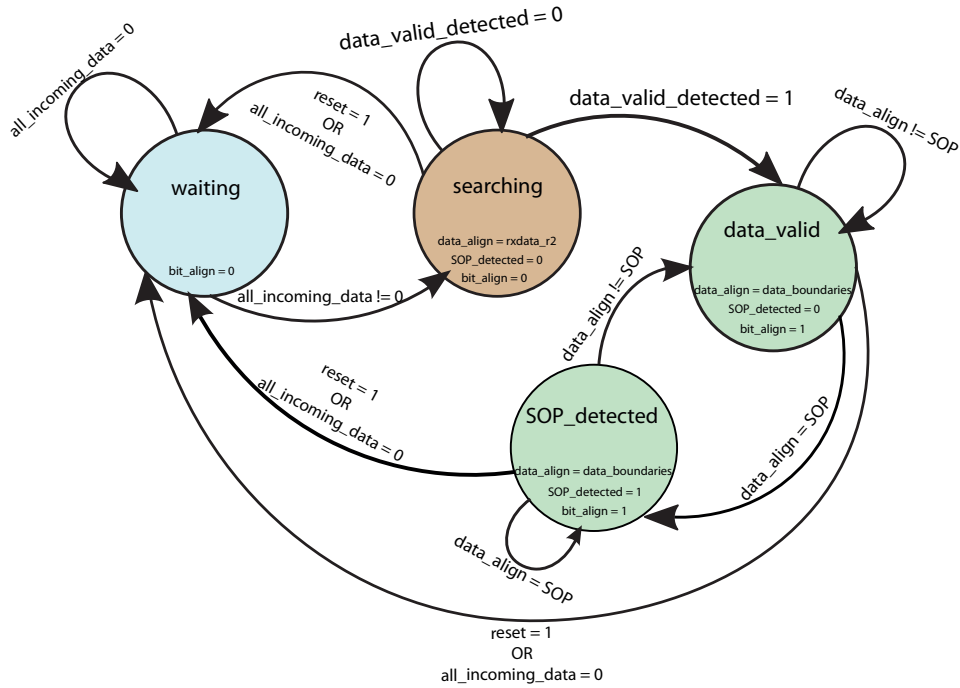 data_valid_detected = 0
all_incoming_data = 0
reset = 1
OR
all_incoming_data = 0
data_valid_detected = 1
data_align != SOP
waiting
bit_align = 0
searching
data_align = rxdata_r2
SOP_detected = 0
bit_align = 0
data_valid
data_align = data_boundaries
SOP_detected = 0
bit_align = 1
all_incoming_data != 0
data_align != SOP
reset = 1
OR
all_incoming_data = 0
SOP_detected
data_align = data_boundaries
SOP_detected = 1
bit_align = 1
data_align = SOP
data_align = SOP
reset = 1
OR
all_incoming_data = 0